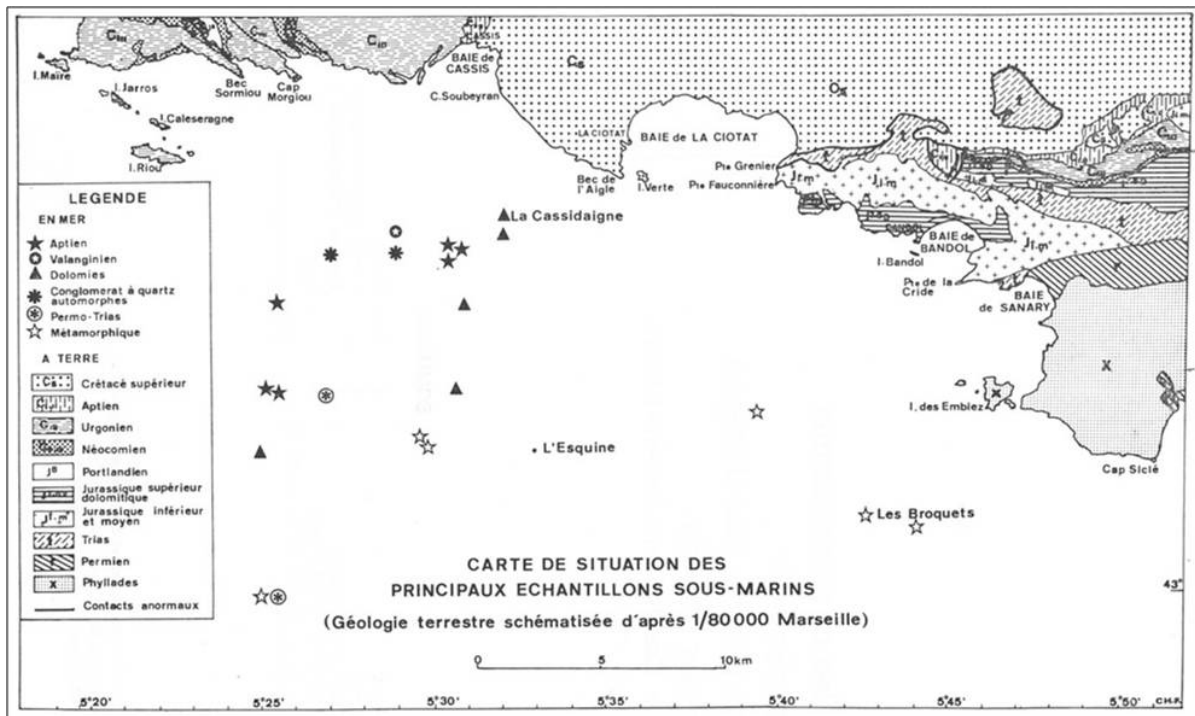 CASSIS
BAIE de
CASSIS
I.Maïre
I.Jarros
Bec
Sormiou
Cap
Morgiou
C.Soubeyran
I.Caleseragne
I.Riou
LA CIOTAT
BAIE de LA CIOTAT
Bec de
l'Aigle
I.Verte
Pte Grenier
Pte Fauconnière
La Cassidaigne
BAIE de
BANDOL
I.Bandol
Pte de la
Cride
BAIE
de SANARY
I. des Embiez
Cap Sicié
L'Esquine
Les Broquets
LEGENDE
EN MER
Aptien
Valanginien
Dolomies
Conglomerat à quartz
automorphes
Permo-Trias
Métamorphique
A TERRE
Cs Crétacé supérieur
Aptien
Urgonien
Néocomien
Portlandien
Jurassique supérieur
dolomitique
Jurassique inférieur
et moyen
t Trias
Permien
x Phyllades
Contacts anormaux
CARTE DE SITUATION DES
PRINCIPAUX ECHANTILLONS SOUS-MARINS
(Géologie terrestre schématisée d'après 1/80000 Marseille)
0 5 10km
43°
5°20' 5°25' 5°30' 5°35' 5°40' 5°45' 5°50' C.H.F.